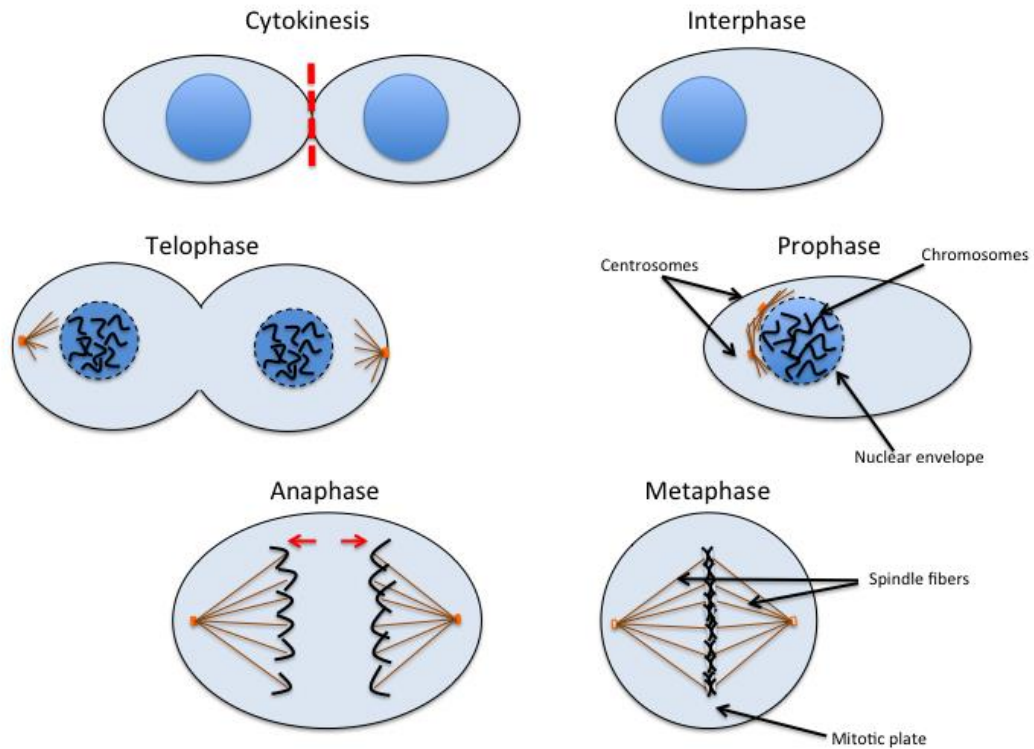 Cytokinesis
Interphase
Telophase
Prophase
Centrosomes
Chromosomes
Nuclear envelope
Anaphase
Metaphase
Spindle fibers
Mitotic plate